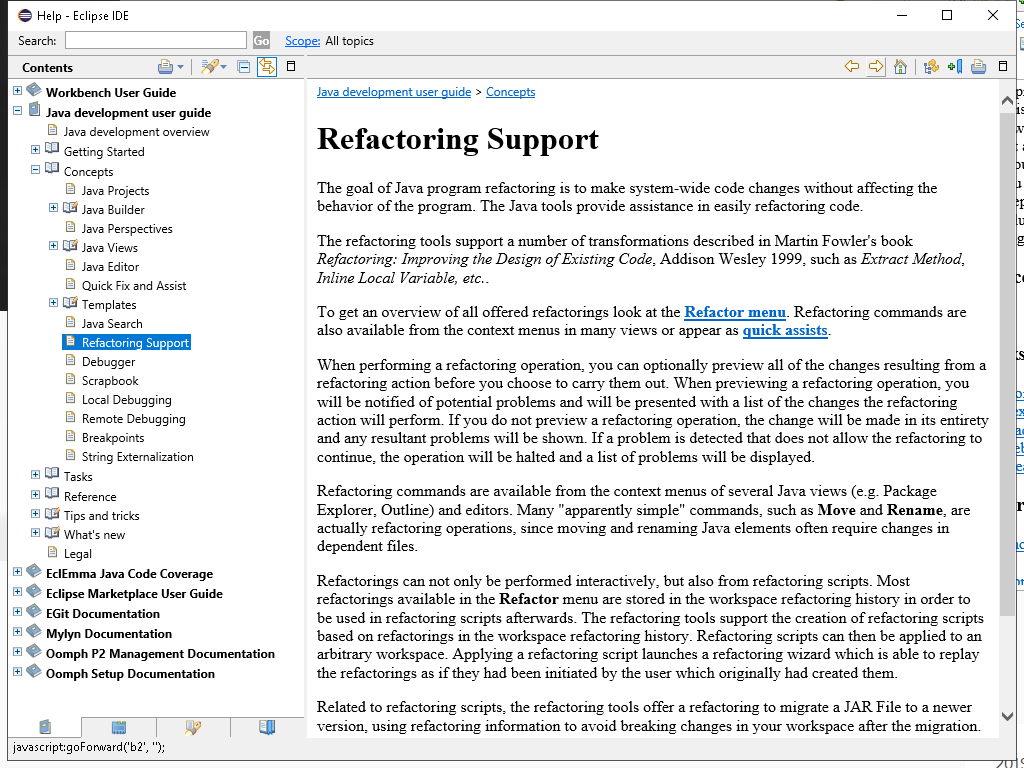 Help - Eclipse IDE
Search:
Go
Scope: All topics
Contents
Workbench User Guide
Java development user guide
Java development overview
Getting Started
Concepts
Java Projects
Java Builder
Java Perspectives
Java Views
Java Editor
Quick Fix and Assist
Templates
Java Search
Refactoring Support
Debugger
Scrapbook
Local Debugging
Remote Debugging
Breakpoints
String Externalization
Tasks
Reference
Tips and tricks
What's new
Legal
EclEmma Java Code Coverage
Eclipse Marketplace User Guide
EGit Documentation
Mylyn Documentation
Oomph P2 Management Documentation
Oomph Setup Documentation
javascript:goForward('b2', '');
Java development user guide > Concepts
Refactoring Support
The goal of Java program refactoring is to make system-wide code changes without affecting the
behavior of the program. The Java tools provide assistance in easily refactoring code.
The refactoring tools support a number of transformations described in Martin Fowler's book
Refactoring: Improving the Design of Existing Code, Addison Wesley 1999, such as Extract Method,
Inline Local Variable, etc..
To get an overview of all offered refactorings look at the Refactor menu. Refactoring commands are
also available from the context menus in many views or appear as quick assists.
When performing a refactoring operation, you can optionally preview all of the changes resulting from a
refactoring action before you choose to carry them out. When previewing a refactoring operation, you
will be notified of potential problems and will be presented with a list of the changes the refactoring
action will perform. If you do not preview a refactoring operation, the change will be made in its entirety
and any resultant problems will be shown. If a problem is detected that does not allow the refactoring to
continue, the operation will be halted and a list of problems will be displayed.
Refactoring commands are available from the context menus of several Java views (e.g. Package
Explorer, Outline) and editors. Many "apparently simple" commands, such as Move and Rename, are
actually refactoring operations, since moving and renaming Java elements often require changes in
dependent files.
Refactorings can not only be performed interactively, but also from refactoring scripts. Most
refactorings available in the Refactor menu are stored in the workspace refactoring history in order to
be used in refactoring scripts afterwards. The refactoring tools support the creation of refactoring scripts
based on refactorings in the workspace refactoring history. Refactoring scripts can then be applied to an
arbitrary workspace. Applying a refactoring script launches a refactoring wizard which is able to replay
the refactorings as if they had been initiated by the user which originally had created them.
Related to refactoring scripts, the refactoring tools offer a refactoring to migrate a JAR File to a newer
version, using refactoring information to avoid breaking changes in your workspace after the migration.